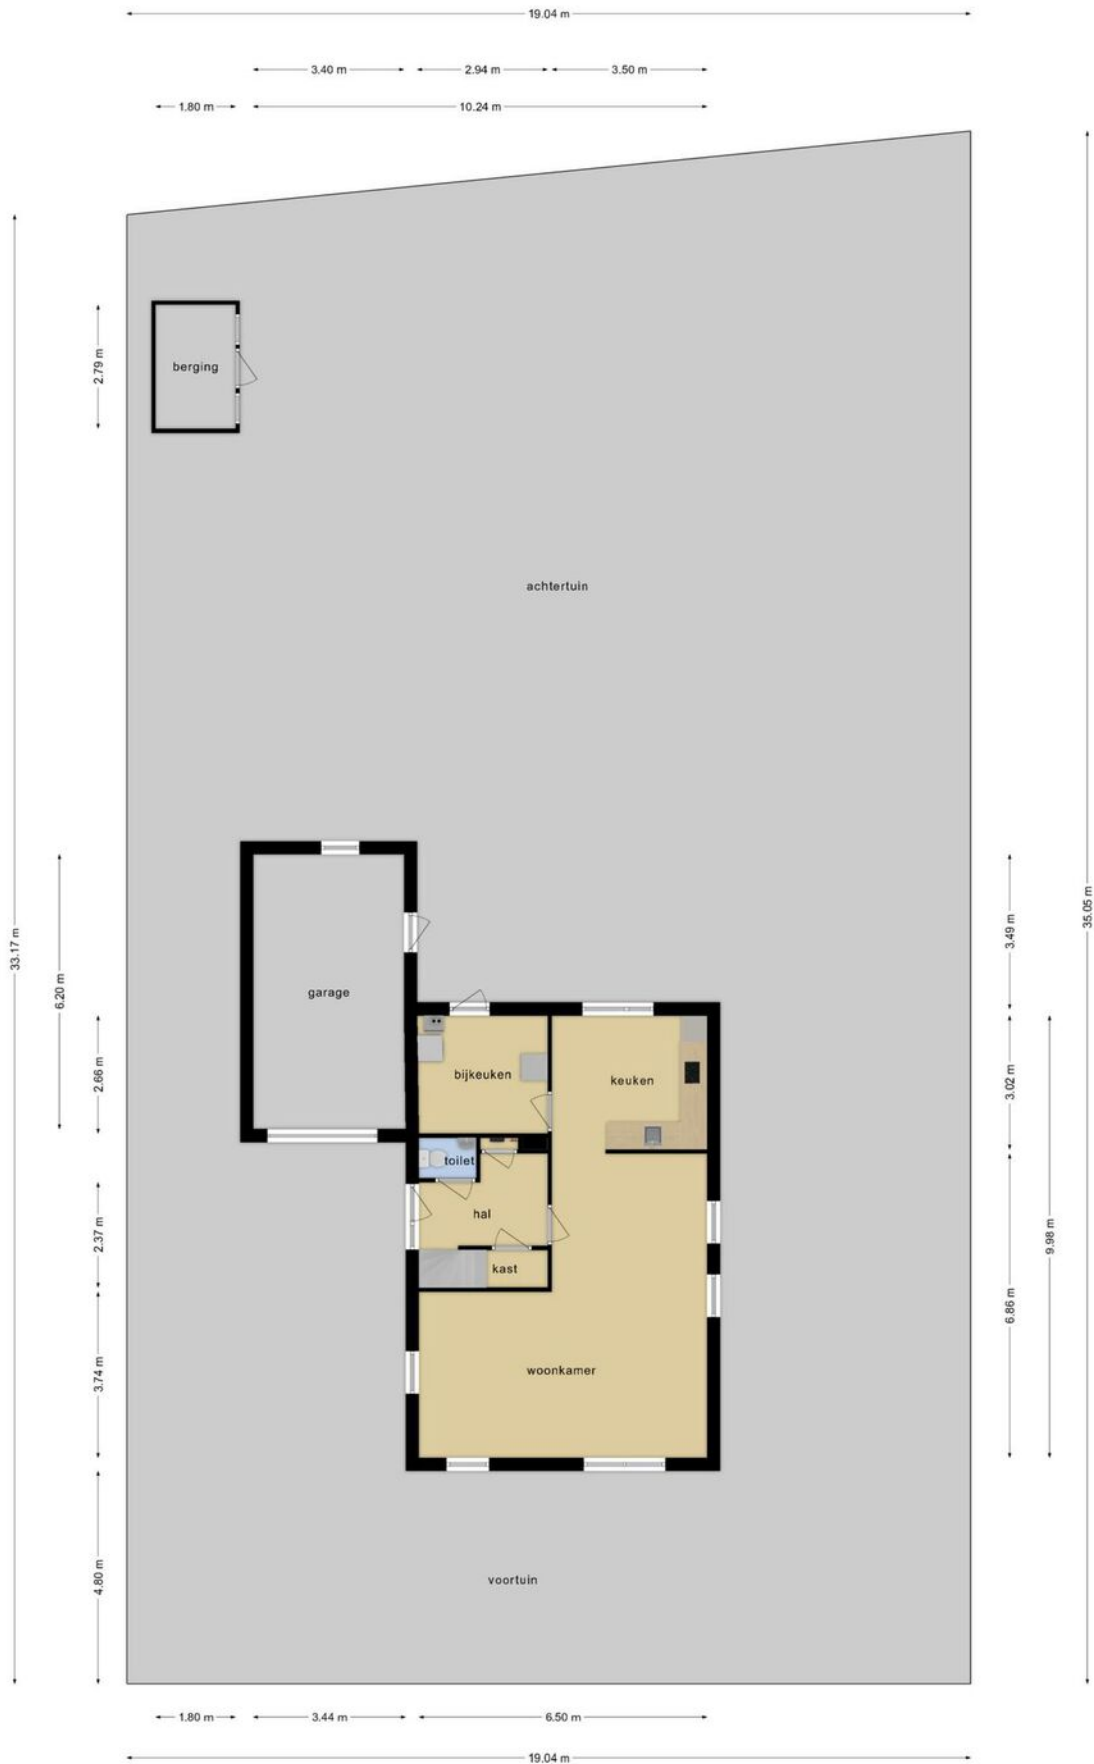 19.04 m
3.40 m
2.94 m
3.50 m
1.80 m
10.24 m
berging
2.79 m
achtertuin
35.05 m
33.17 m
3.49 m
6.20 m
garage
2.66 m
bijkeuken
keuken
3.02 m
toilet
hal
2.37 m
9.98 m
kast
6.86 m
3.74 m
woonkamer
4.80 m
voortuin
1.80 m
3.44 m
6.50 m
19.04 m